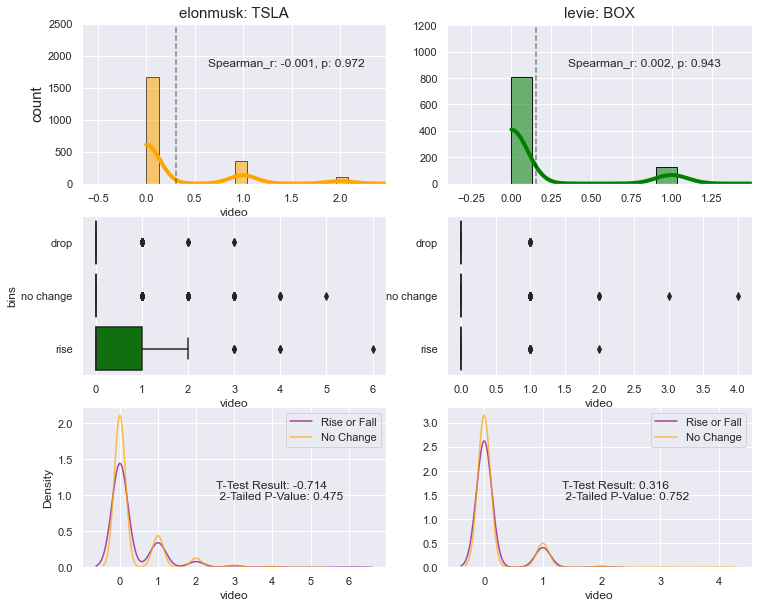 elonmusk: TSLA
levie: BOX
2500
2000
1500
1000
500
0
count
Spearman_r: -0.001, p: 0.972
-0.5 0.0 0.5 1.0 1.5 2.0
video
1200
1000
800
600
400
200
0
Spearman_r: 0.002, p: 0.943
−0.25 0.00 0.25 0.50 0.75 1.00 1.25
drop
no change
rise
bins
0 1 2 3 4 5 6
video
drop
no change
rise
0.0 0.5 1.0 1.5 2.0 2.5 3.0 3.5 4.0
video
2.0
1.5
1.0
0.5
0.0
Density
Rise or Fall
No Change
T-Test Result: -0.714
2-Tailed P-Value: 0.475
0 1 2 3 4 5 6
video
3.0
2.5
2.0
1.5
1.0
0.5
0.0
Rise or Fall
No Change
T-Test Result: 0.316
2-Tailed P-Value: 0.752
0 1 2 3 4
video